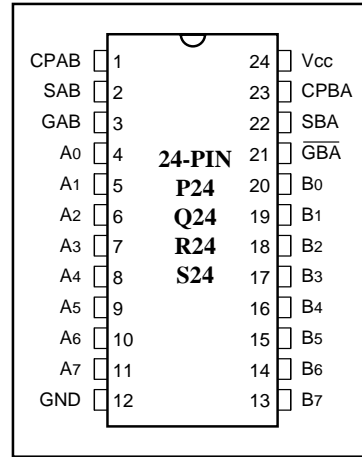 CPAB 1 24 Vcc
SAB 2 23 CPBA
GAB 3 22 SBA
A0 4 24-PIN 21 G̅B̅A̅
A1 5 P24 20 B0
A2 6 Q24 19 B1
A3 7 R24 18 B2
A4 8 S24 17 B3
A5 9 16 B4
A6 10 15 B5
A7 11 14 B6
GND 12 13 B7